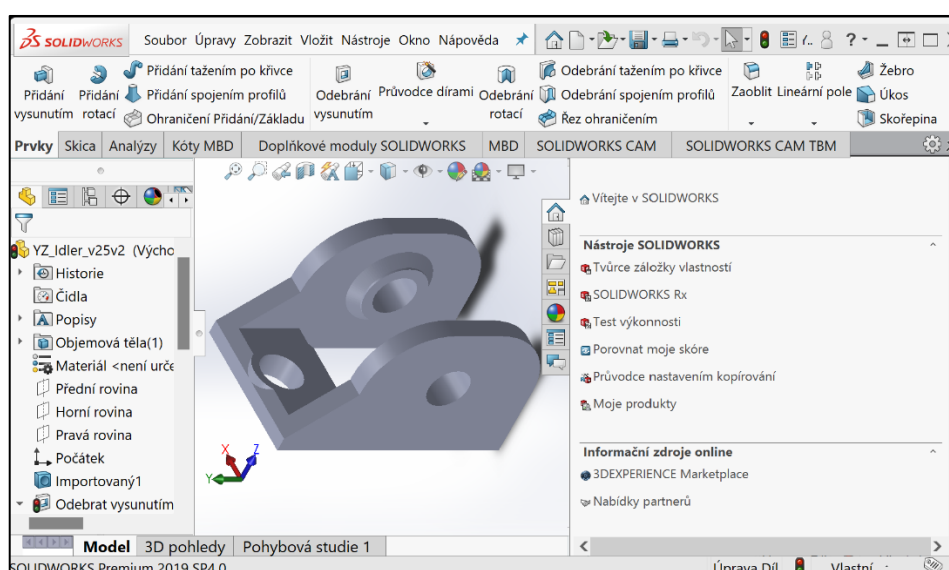 SOLIDWORKS Soubor Úpravy Zobrazit Vložit Nástroje Okno Nápověda
Přidání vysunutím
Přidání rotací
Přidání tažením po křivce
Přidání spojením profilů
Ohraničení Přidání/Základu
Odebrání vysunutím
Průvodce dírami
Odebrání rotací
Odebrání tažením po křivce
Odebrání spojením profilů
Řez ohraničením
Zaoblit
Lineární pole
Žebro
Úkos
Skořepina
Prvky Skica Analýzy Kóty MBD Doplňkové moduly SOLIDWORKS MBD SOLIDWORKS CAM SOLIDWORKS CAM TBM
YZ_Idler_v25v2 (Výcho
Historie
Čidla
Popisy
Objemová těla(1)
Materiál <není urče
Přední rovina
Horní rovina
Pravá rovina
Počátek
Importovaný1
Odebrat vysunutím
X
Z
Y
Vítejte v SOLIDWORKS
Nástroje SOLIDWORKS
Tvůrce záložky vlastností
SOLIDWORKS Rx
Test výkonnosti
Porovnat moje skóre
Průvodce nastavením kopírování
Moje produkty
Informační zdroje online
3DEXPERIENCE Marketplace
Nabídky partnerů
Model 3D pohledy Pohybová studie 1
SOLIDWORKS Premium 2019 SP4.0 Úprava Díl Vlastní